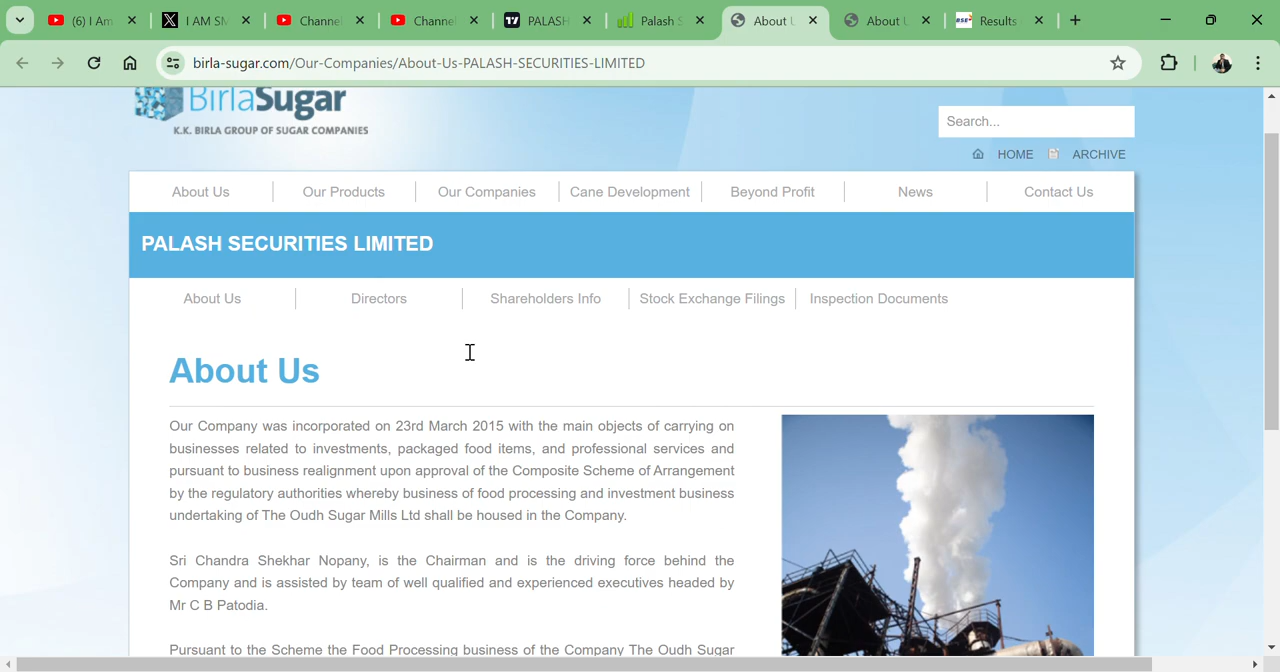 (6) I Am
I AM SM
Channel
Channel
PALASH
Palash S
About U
About U
BSE Results
birla-sugar.com/Our-Companies/About-Us-PALASH-SECURITIES-LIMITED
BirlaSugar
K.K. BIRLA GROUP OF SUGAR COMPANIES
Search...
HOME ARCHIVE
About Us Our Products Our Companies Cane Development Beyond Profit News Contact Us
PALASH SECURITIES LIMITED
About Us Directors Shareholders Info Stock Exchange Filings Inspection Documents
About Us
Our Company was incorporated on 23rd March 2015 with the main objects of carrying on
businesses related to investments, packaged food items, and professional services and
pursuant to business realignment upon approval of the Composite Scheme of Arrangement
by the regulatory authorities whereby business of food processing and investment business
undertaking of The Oudh Sugar Mills Ltd shall be housed in the Company.
Sri Chandra Shekhar Nopany, is the Chairman and is the driving force behind the
Company and is assisted by team of well qualified and experienced executives headed by
Mr C B Patodia.
Pursuant to the Scheme the Food Processing business of the Company The Oudh Sugar